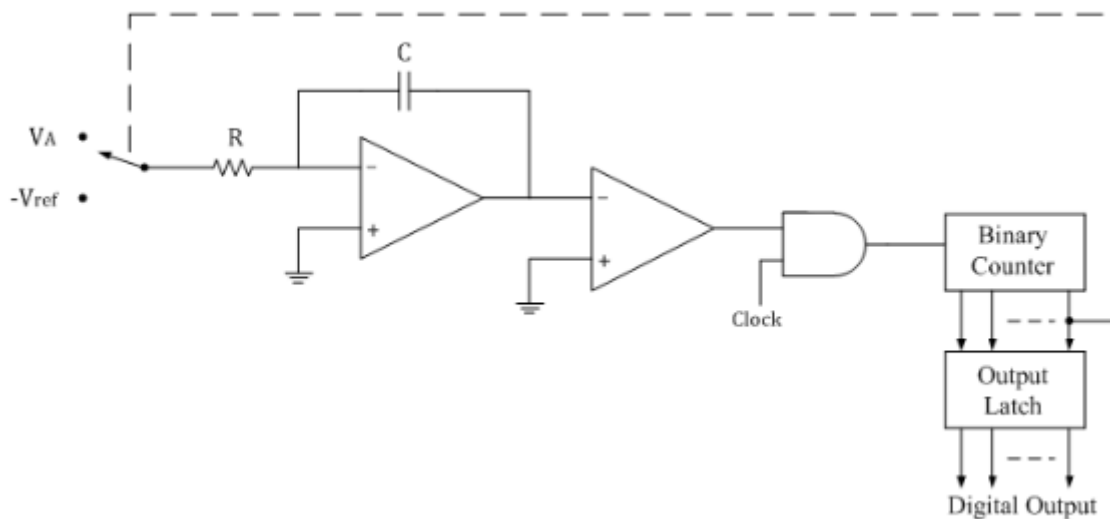 C
VA
R
-Vref
−
+
−
+
Clock
Binary
Counter
Output
Latch
Digital Output